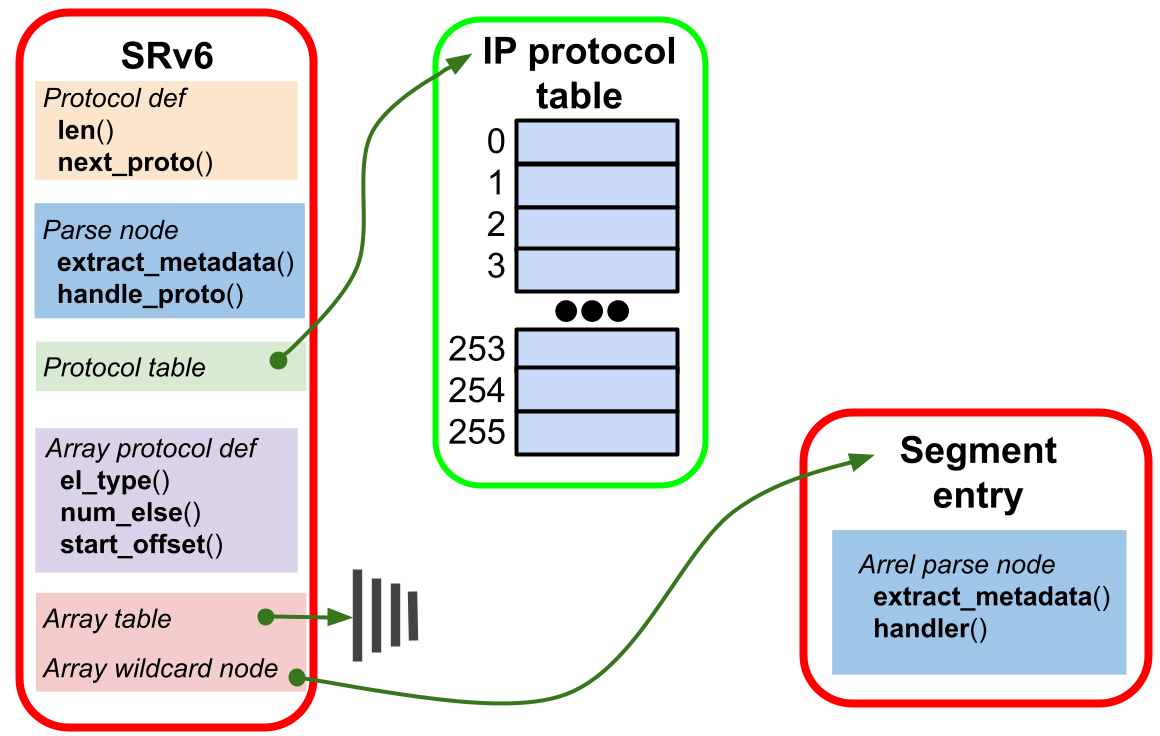 SRv6
Protocol def
len()
next_proto()
Parse node
extract_metadata()
handle_proto()
Protocol table
Array protocol def
el_type()
num_else()
start_offset()
Array table
Array wildcard node
IP protocol
table
0
1
2
3
253
254
255
Segment
entry
Arrel parse node
extract_metadata()
handler()